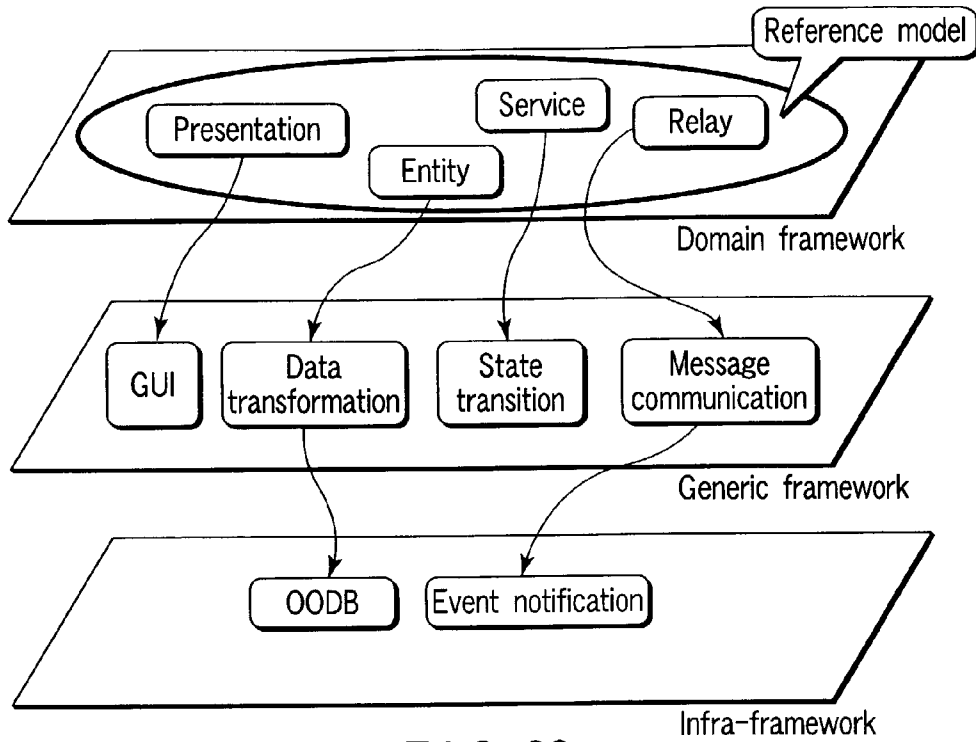 Reference model
Service
Presentation
Relay
Entity
Domain framework
GUI
Data
transformation
State
transition
Message
communication
Generic framework
OODB
Event notification
Infra-framework